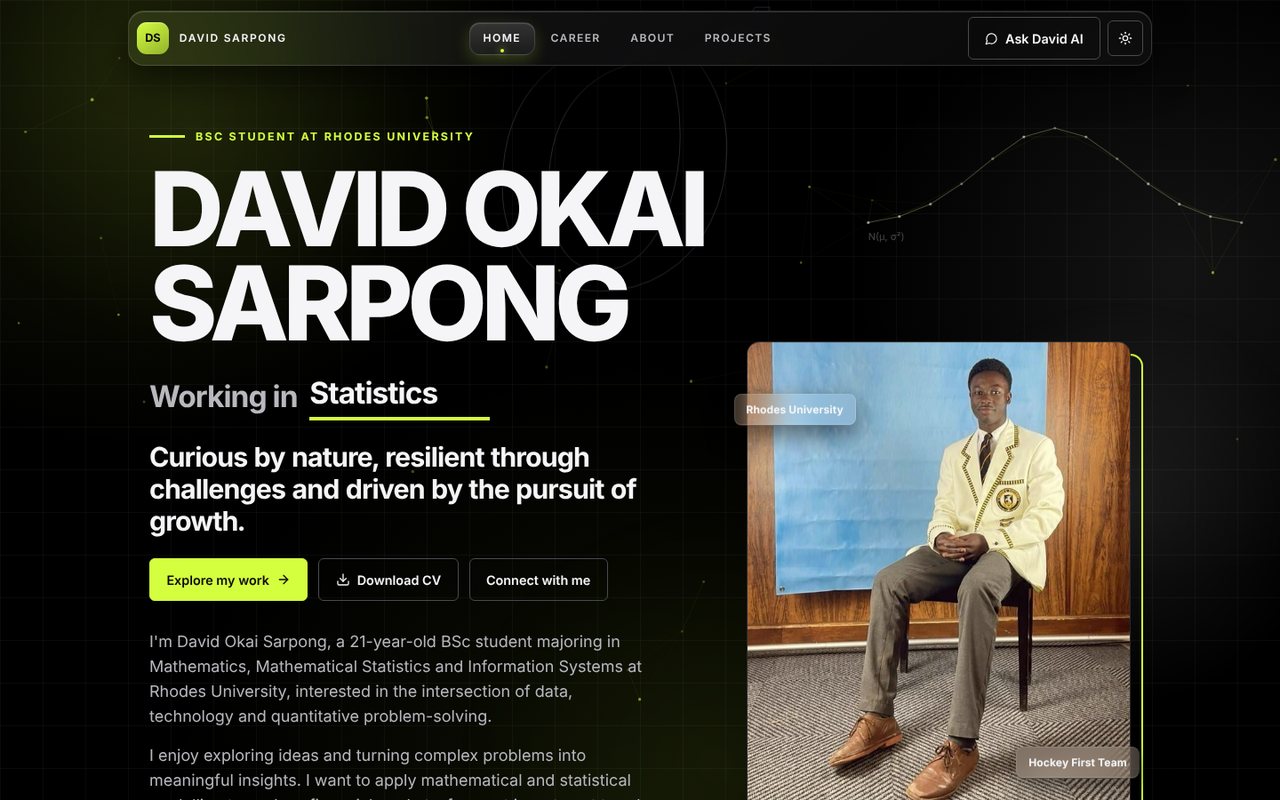 DS DAVID SARPONG HOME CAREER ABOUT PROJECTS Ask David AI
BSC STUDENT AT RHODES UNIVERSITY
DAVID OKAI
SARPONG
N(μ, σ²)
Working in Statistics
Rhodes University
Curious by nature, resilient through
challenges and driven by the pursuit of
growth.
Explore my work → Download CV Connect with me
I'm David Okai Sarpong, a 21-year-old BSc student majoring in
Mathematics, Mathematical Statistics and Information Systems at
Rhodes University, interested in the intersection of data,
technology and quantitative problem-solving.
I enjoy exploring ideas and turning complex problems into
meaningful insights. I want to apply mathematical and statistical
Hockey First Team